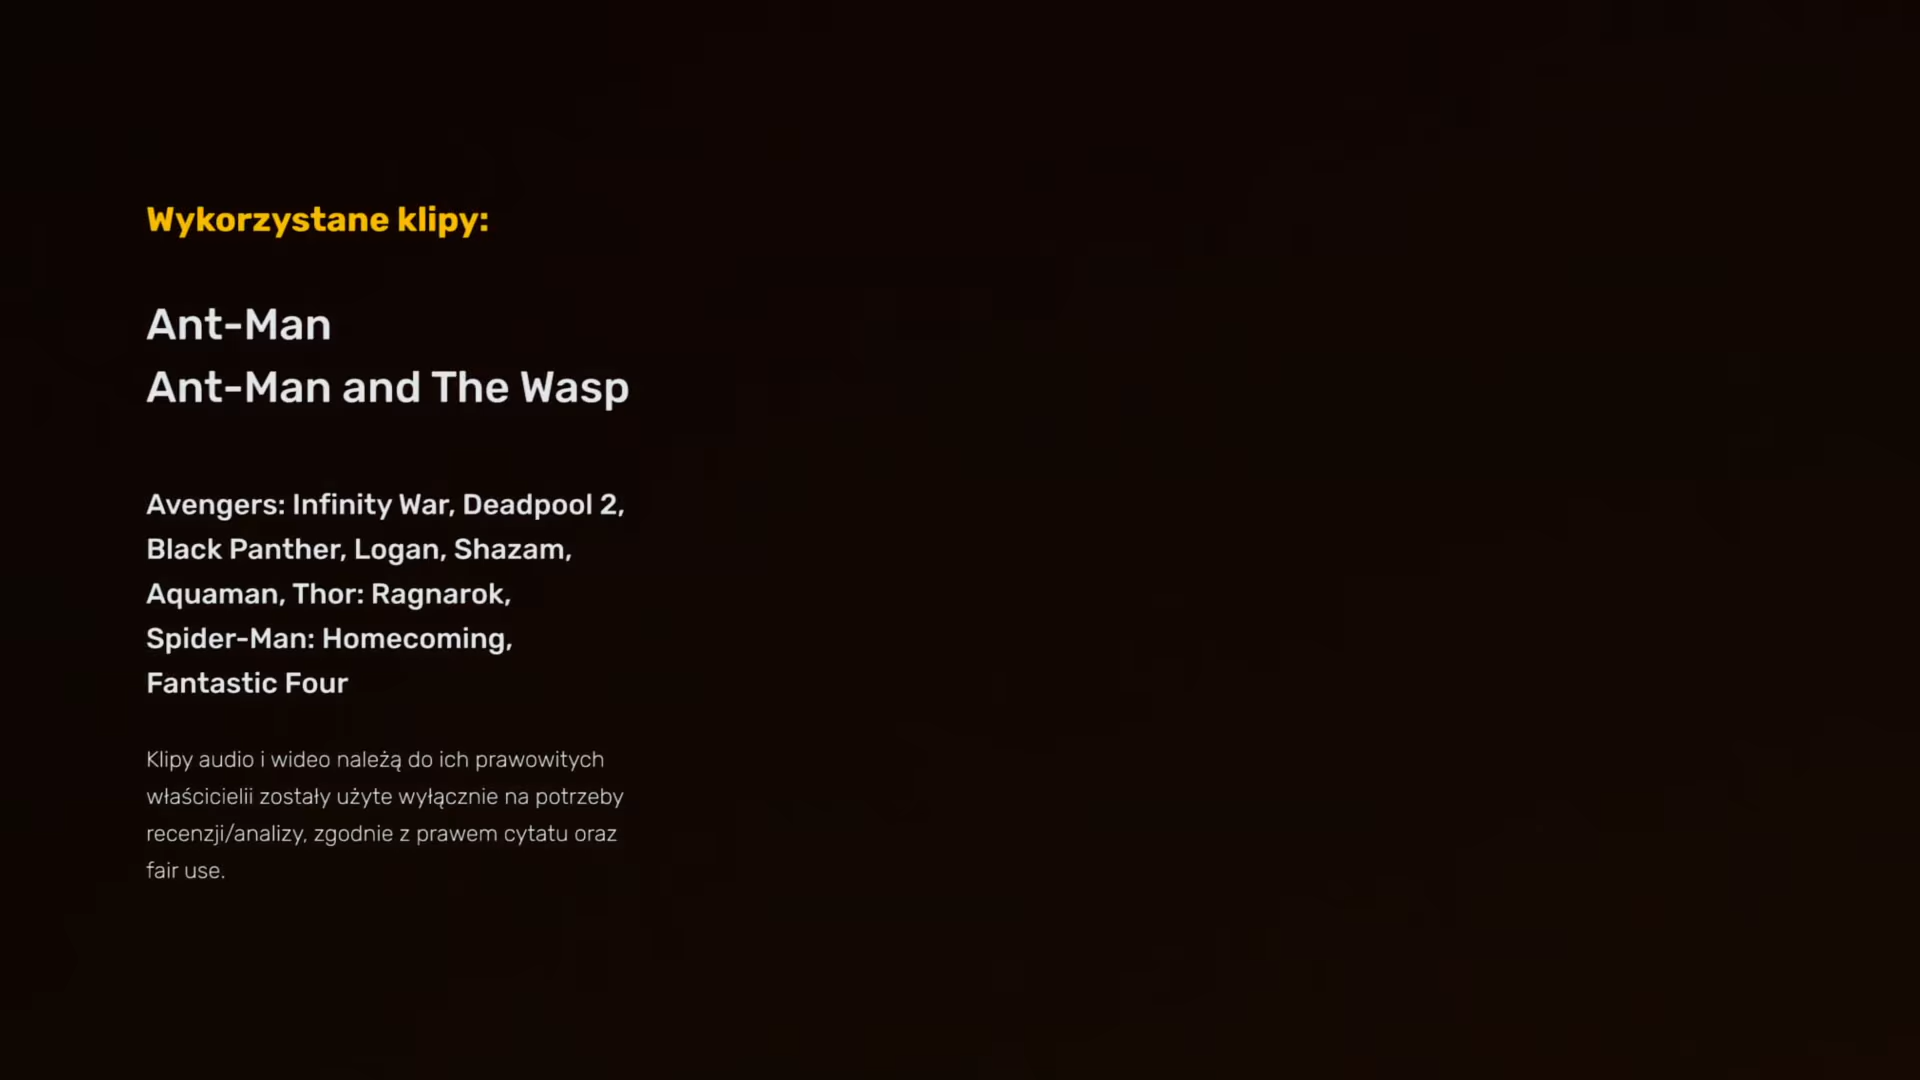 Wykorzystane klipy:
Ant-Man
Ant-Man and The Wasp
Avengers: Infinity War, Deadpool 2,
Black Panther, Logan, Shazam,
Aquaman, Thor: Ragnarok,
Spider-Man: Homecoming,
Fantastic Four
Klipy audio i wideo należą do ich prawowitych
właścicielii zostały użyte wyłącznie na potrzeby
recenzji/analizy, zgodnie z prawem cytatu oraz
fair use.